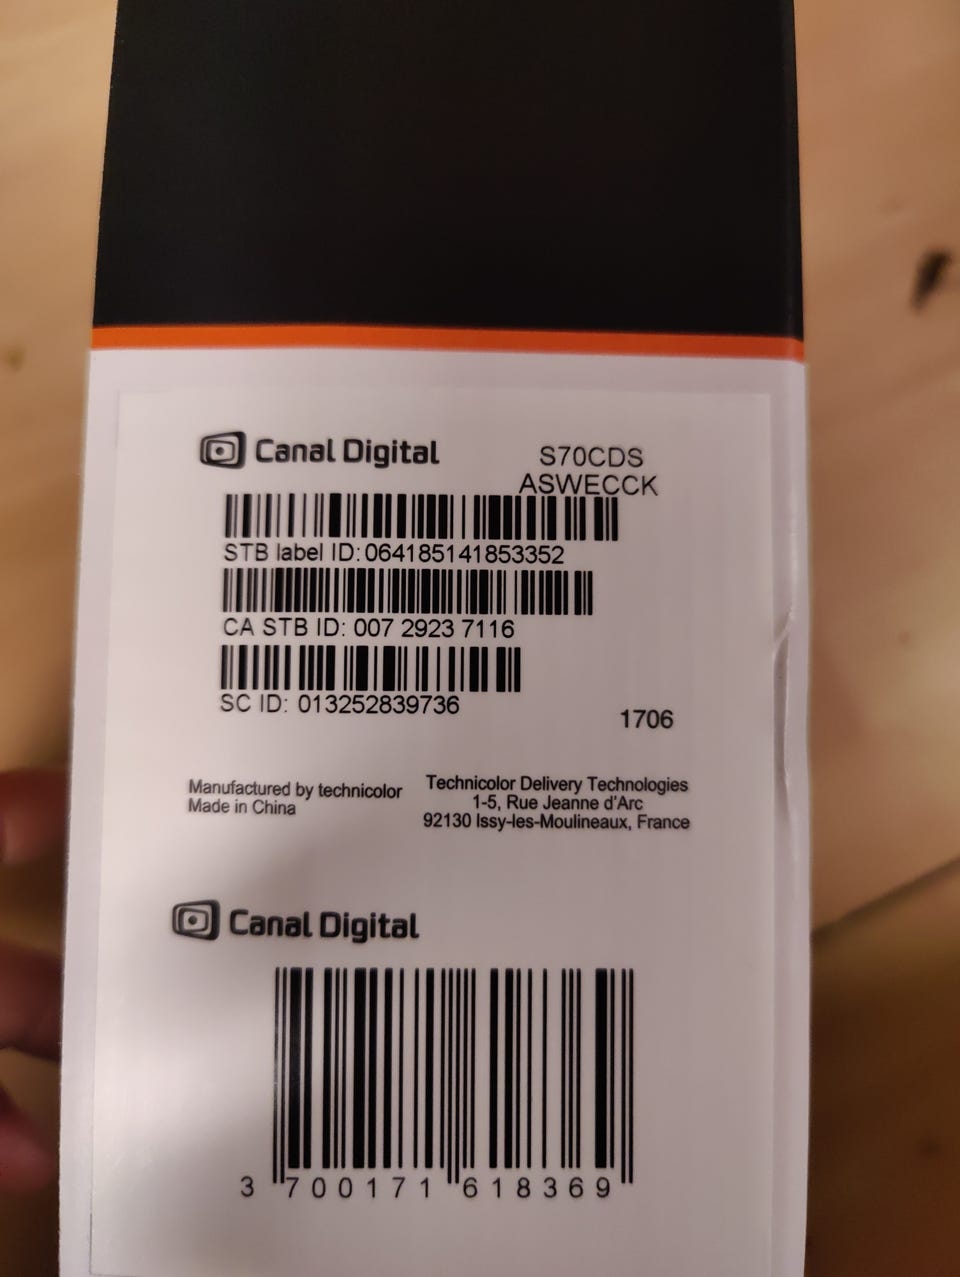 Canal Digital
S70CDS
ASWECCK
STB label ID: 064185141853352
CA STB ID: 007 2923 7116
SC ID: 013252839736
1706
Manufactured by technicolor
Made in China
Technicolor Delivery Technologies
1-5, Rue Jeanne d'Arc
92130 Issy-les-Moulineaux, France
Canal Digital
3 700171 618369